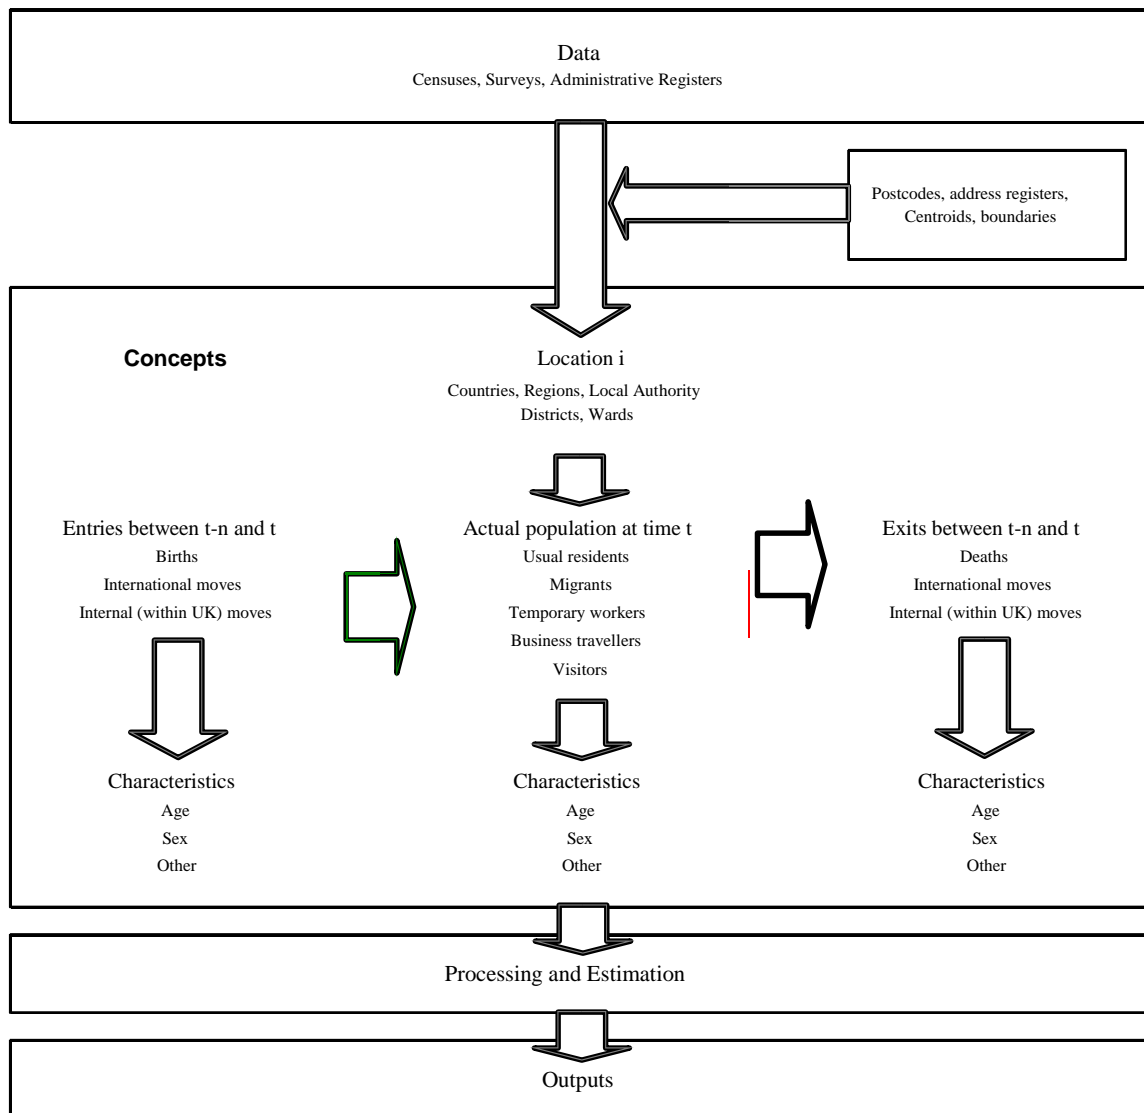 Data
Censuses, Surveys, Administrative Registers
Postcodes, address registers,
Centroids, boundaries
Concepts
Location i
Countries, Regions, Local Authority
Districts, Wards
Entries between t-n and t
Births
International moves
Internal (within UK) moves
Actual population at time t
Usual residents
Migrants
Temporary workers
Business travellers
Visitors
Exits between t-n and t
Deaths
International moves
Internal (within UK) moves
Characteristics
Age
Sex
Other
Characteristics
Age
Sex
Other
Characteristics
Age
Sex
Other
Processing and Estimation
Outputs